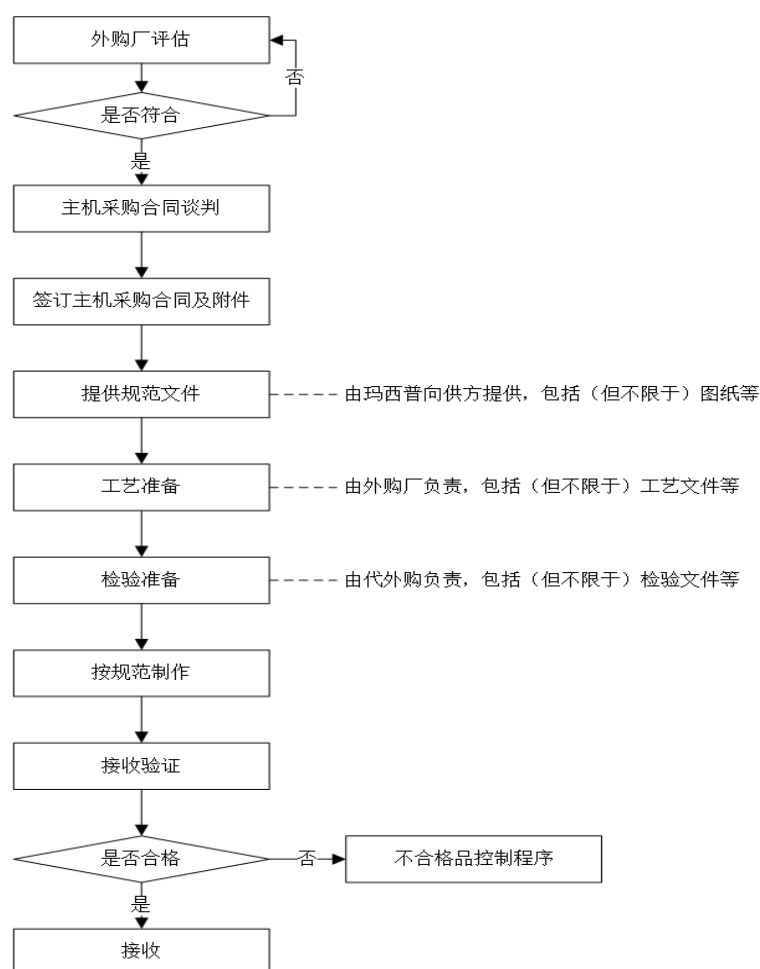 外购厂评估
否
是否符合
是
主机采购合同谈判
签订主机采购合同及附件
提供规范文件
由玛西普向供方提供，包括（但不限于）图纸等
工艺准备
由外购厂负责，包括（但不限于）工艺文件等
检验准备
由代外购负责，包括（但不限于）检验文件等
按规范制作
接收验证
是否合格
否
不合格品控制程序
是
接收